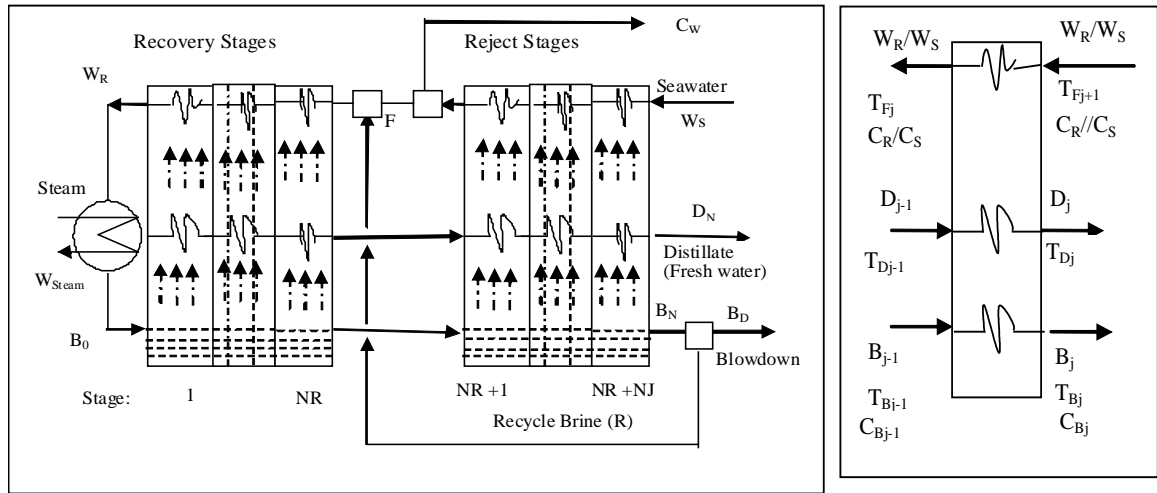 Recovery Stages
Reject Stages
C_W
W_R
Seawater
F
Ws
Steam
D_N
Distillate
(Fresh water)
W_Steam
B_N
B_D
B_0
Blowdown
Stage:
1
NR
NR +1
NR +NJ
Recycle Brine (R)
W_R/W_S
W_R/W_S
T_Fj
T_Fj+1
C_R/C_S
C_R//C_S
D_j-1
D_j
T_Dj-1
T_Dj
B_j-1
B_j
T_Bj-1
T_Bj
C_Bj-1
C_Bj